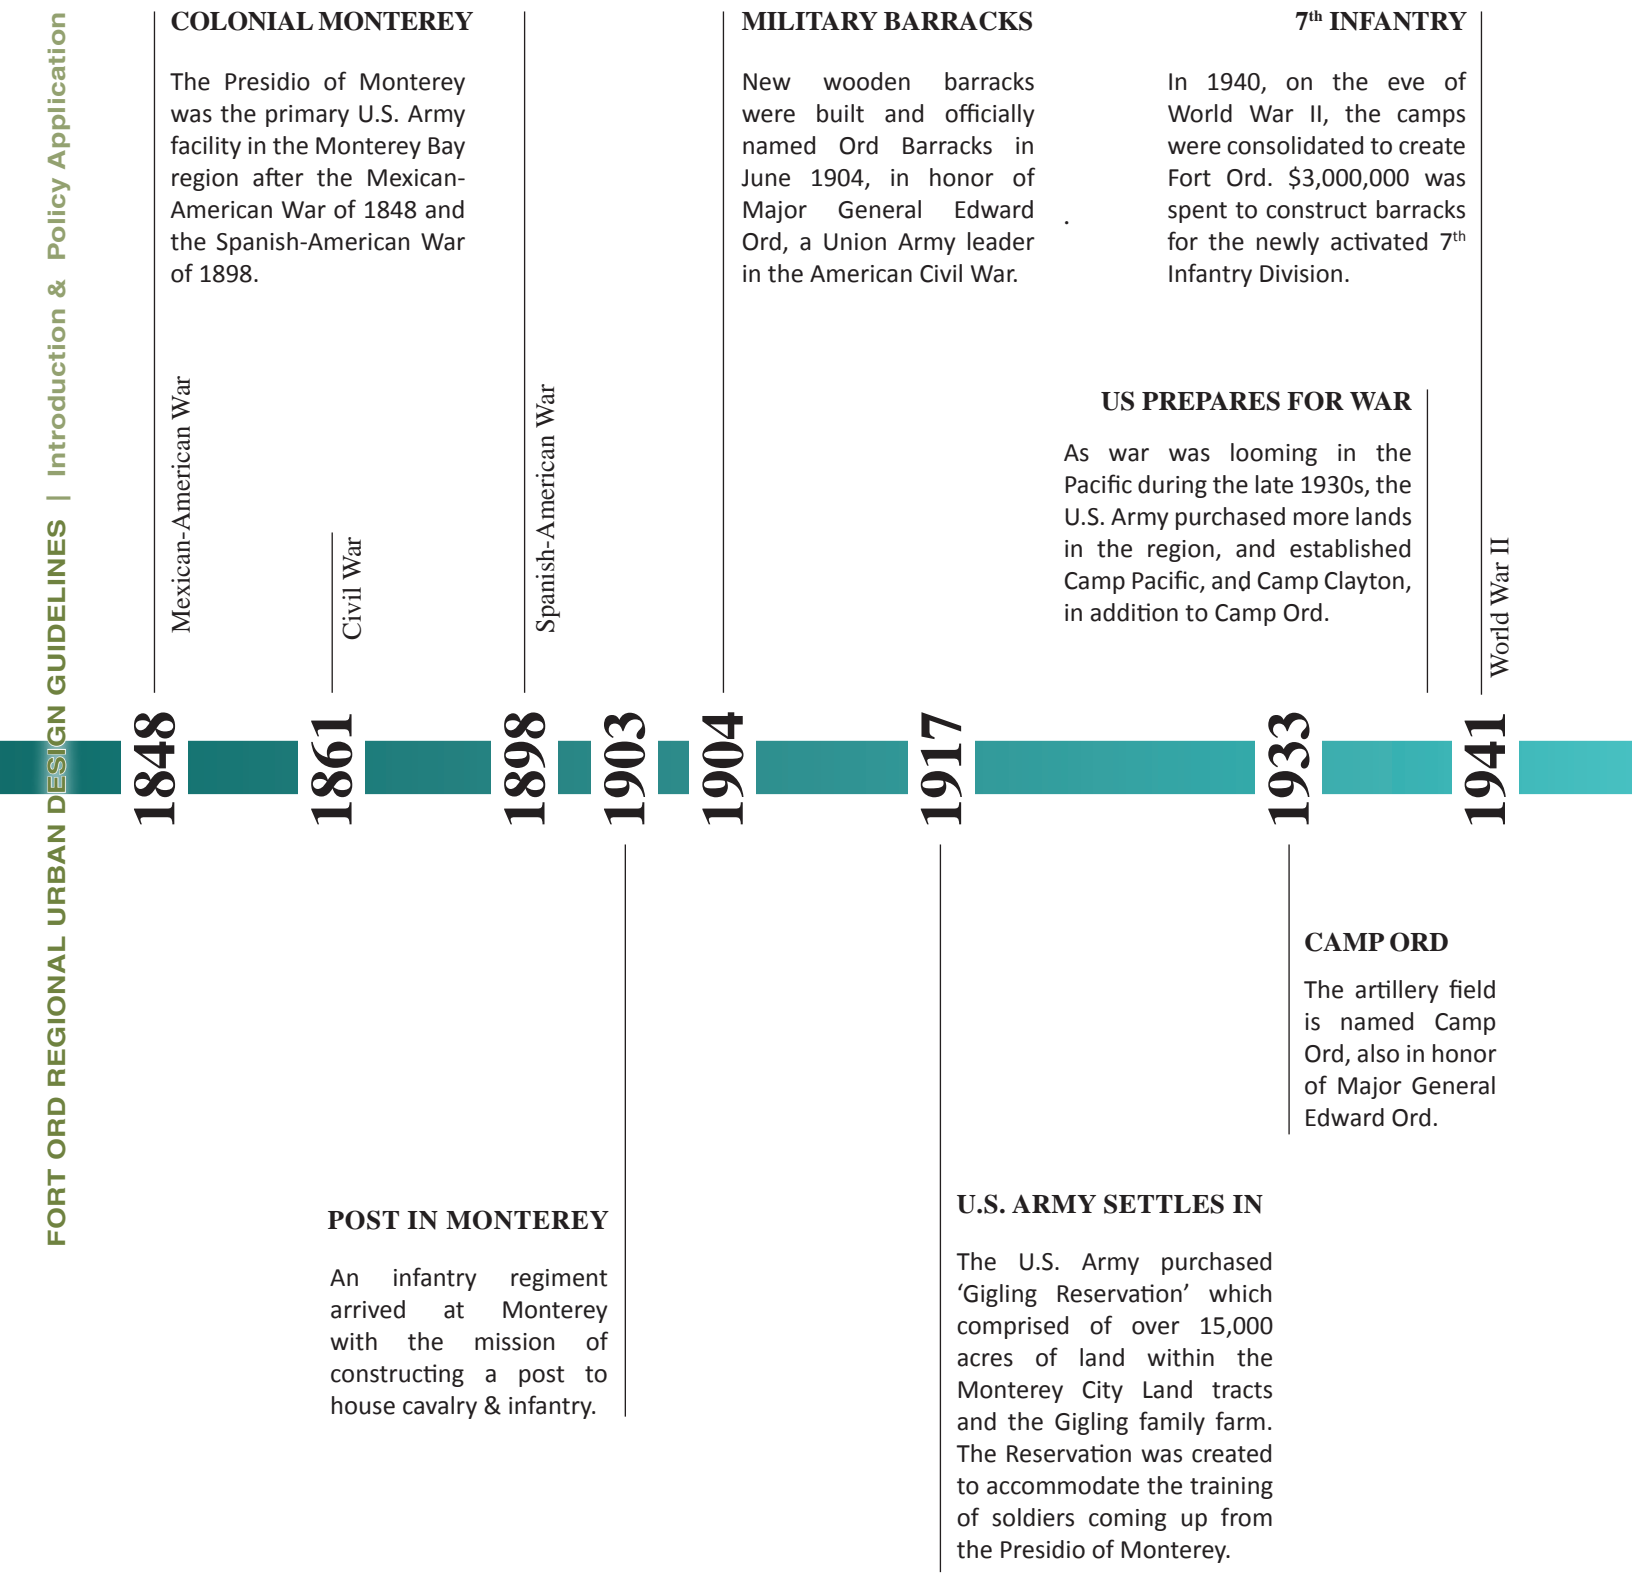 FORT ORD REGIONAL URBAN DESIGN GUIDELINES | Introduction & Policy Application
COLONIAL MONTEREY
The Presidio of Monterey
was the primary U.S. Army
facility in the Monterey Bay
region after the Mexican-
American War of 1848 and
the Spanish-American War
of 1898.
MILITARY BARRACKS
New wooden barracks
were built and officially
named Ord Barracks in
June 1904, in honor of
Major General Edward
Ord, a Union Army leader
in the American Civil War.
.
7th INFANTRY
In 1940, on the eve of
World War II, the camps
were consolidated to create
Fort Ord. $3,000,000 was
spent to construct barracks
for the newly activated 7th
Infantry Division.
US PREPARES FOR WAR
As war was looming in the
Pacific during the late 1930s, the
U.S. Army purchased more lands
in the region, and established
Camp Pacific, and Camp Clayton,
in addition to Camp Ord.
Mexican-American War
Civil War
Spanish-American War
World War II
1848
1861
1898
1903
1904
1917
1933
1941
CAMP ORD
The artillery field
is named Camp
Ord, also in honor
of Major General
Edward Ord.
POST IN MONTEREY
An infantry regiment
arrived at Monterey
with the mission of
constructing a post to
house cavalry & infantry.
U.S. ARMY SETTLES IN
The U.S. Army purchased
‘Gigling Reservation’ which
comprised of over 15,000
acres of land within the
Monterey City Land tracts
and the Gigling family farm.
The Reservation was created
to accommodate the training
of soldiers coming up from
the Presidio of Monterey.